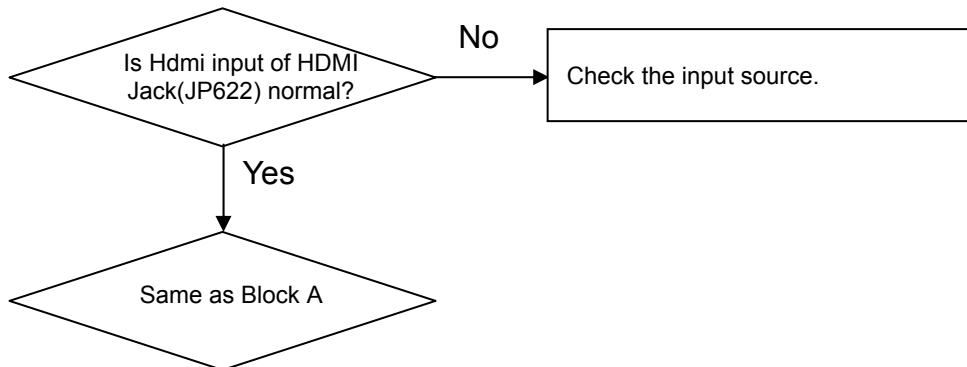 Is Hdmi input of HDMI
Jack(JP622) normal?
No
Check the input source.
Yes
Same as Block A